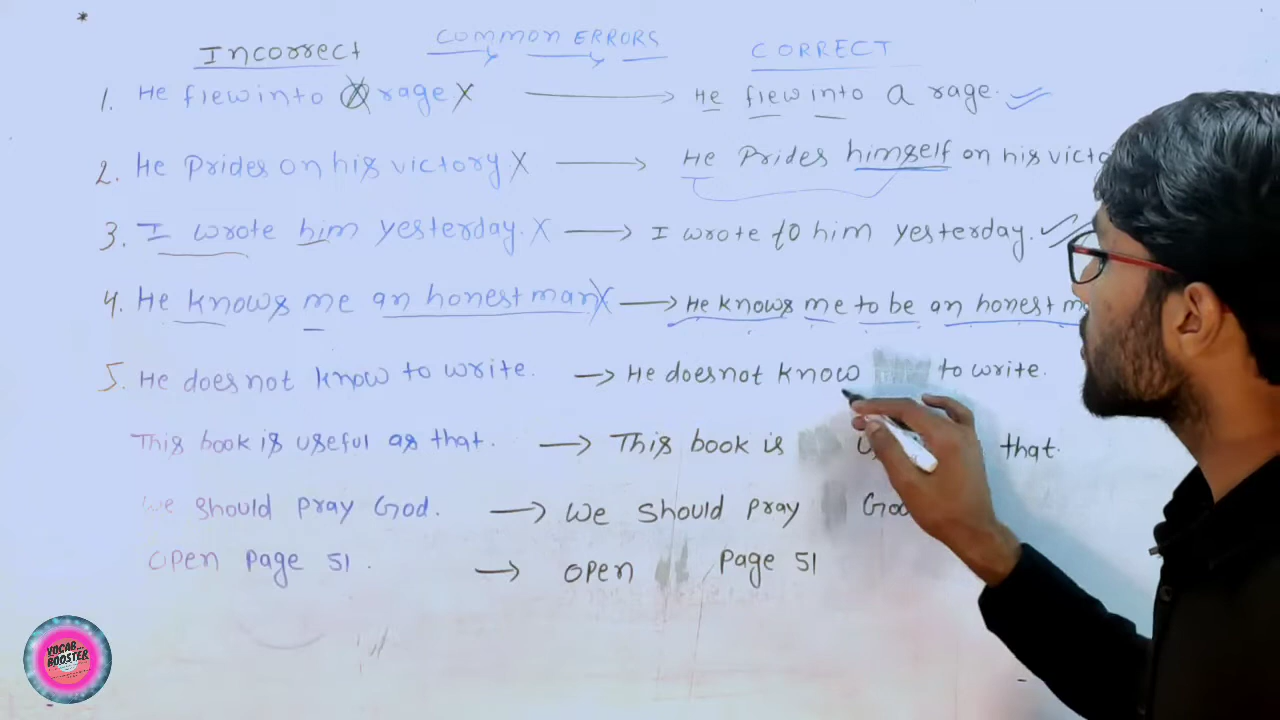 Incorrect COMMON ERRORS CORRECT
1. He flew into rage X → He flew into a rage.
2. He Prides on his victory X → He Prides himself on his
3. I wrote him yesterday. X → I wrote to him yesterday.
4. He knows me an honest man X → He knows me to be an honest
5. He does not know to write. → He does not know to write.
This book is useful as that. → This book is that.
We should pray God. → We should pray God
Open Page 51. → Open Page 51
VOCAB...
BOOSTER